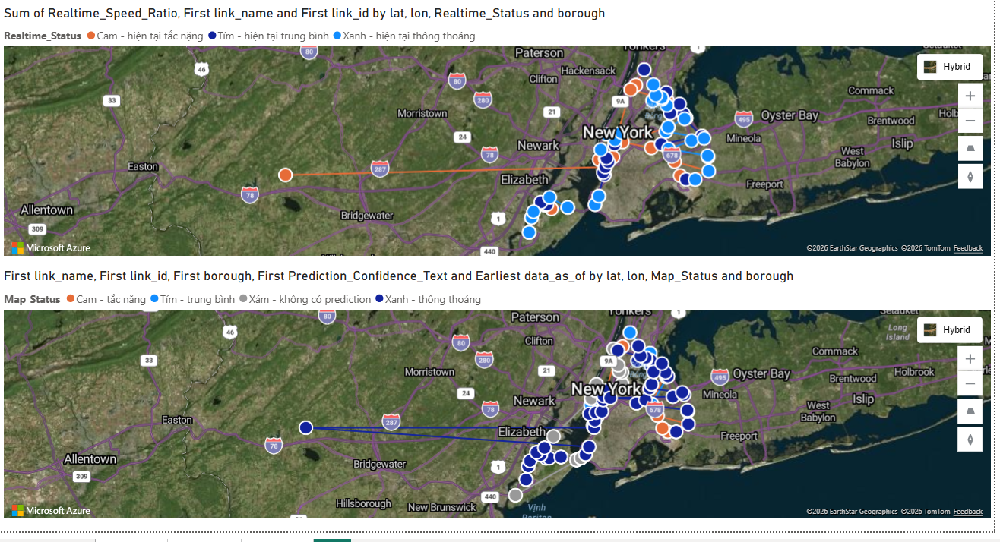 Sum of Realtime_Speed_Ratio, First link_name and First link_id by lat, lon, Realtime_Status and borough
Realtime_Status Cam - hiện tại tắc nặng Tím - hiện tại trung bình Xanh - hiện tại thông thoáng
80
Paterson
Yonkers
1
46
Hackensack
Hybrid
80
Clifton
33
280
9A
Commack
Morristown
21
495
Oyster Bay
Brentwood
24
New York
Mineola
Islip
Newark
78
678
West
Babylon
Easton
287
Elizabeth
Freeport
78
Allentown
Bridgewater
1
309
440
Microsoft Azure
©2026 EarthStar Geographics ©2026 TomTom Feedback
First link_name, First link_id, First borough, First Prediction_Confidence_Text and Earliest data_as_of by lat, lon, Map_Status and borough
Map_Status Cam - tắc nặng Tím - trung bình Xám - không có prediction Xanh - thông thoáng
80
Paterson
Yonkers
1
Setauket
46
Long
Island
Hybrid
80
Clifton
33
280
9A
Commack
Morristown
21
495
Oyster Bay
Brentwood
Holbrook
24
New York
Mineola
Islip
Newark
78
678
West
Babylon
Easton
287
Elizabeth
Freeport
78
Allentown
Bridgewater
1
309
440
Hillsborough
New Brunswick
Vịnh
Raritan
Microsoft Azure
©2026 EarthStar Geographics ©2026 TomTom Feedback